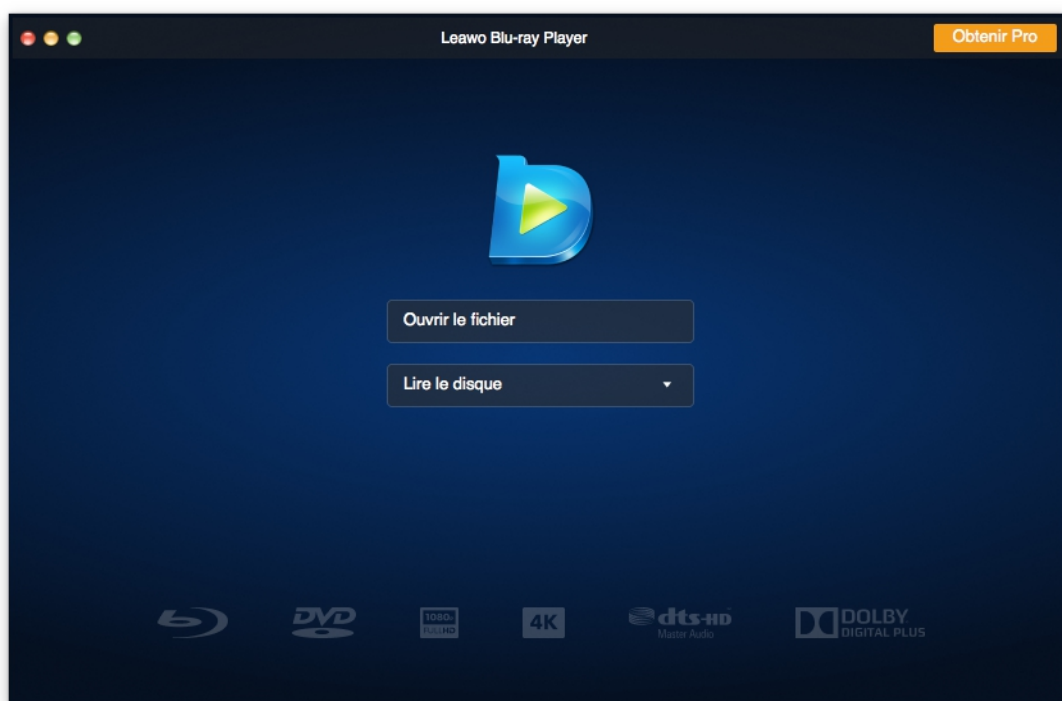 Leawo Blu-ray Player
Obtenir Pro
Ouvrir le fichier
Lire le disque
DVD
1080p
FULL HD
4K
dts-HD
Master Audio
DOLBY
DIGITAL PLUS